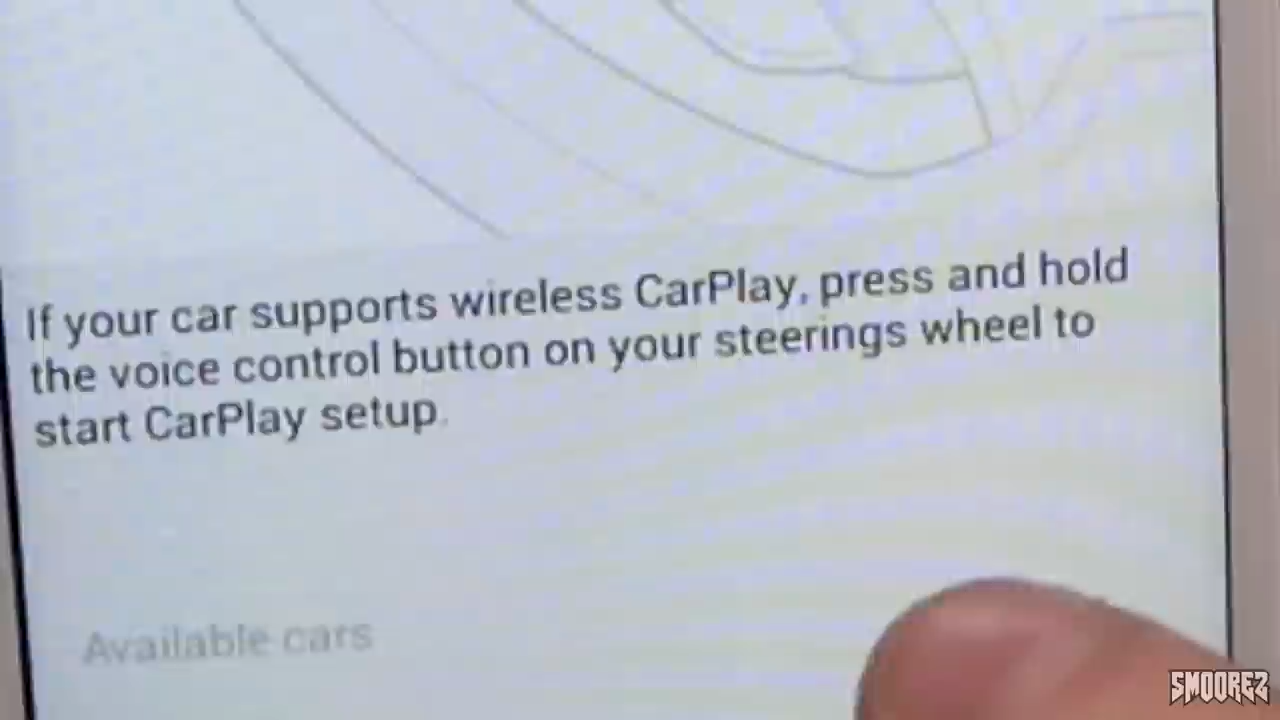 If your car supports wireless CarPlay, press and hold
the voice control button on your steerings wheel to
start CarPlay setup.
Available cars
SMOOREZ